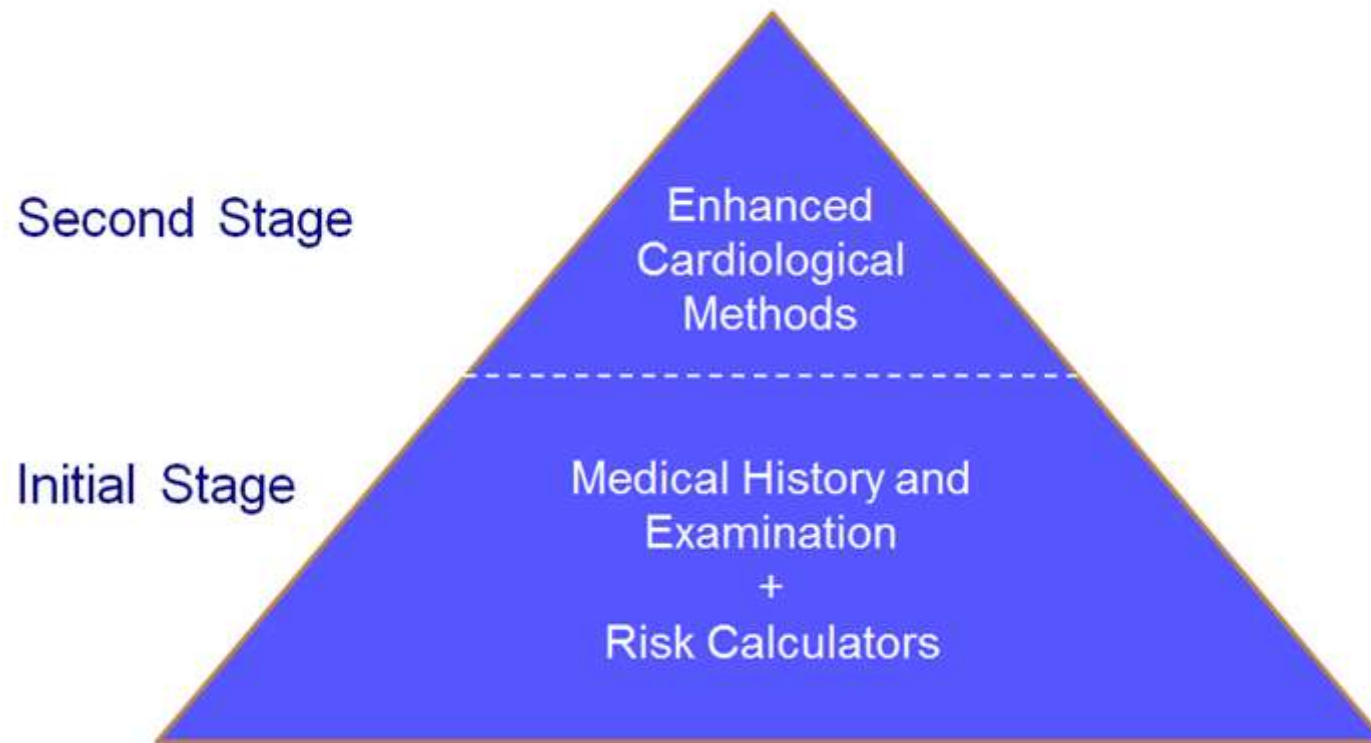 Second Stage
Enhanced
Cardiological
Methods
Initial Stage
Medical History and
Examination
+
Risk Calculators